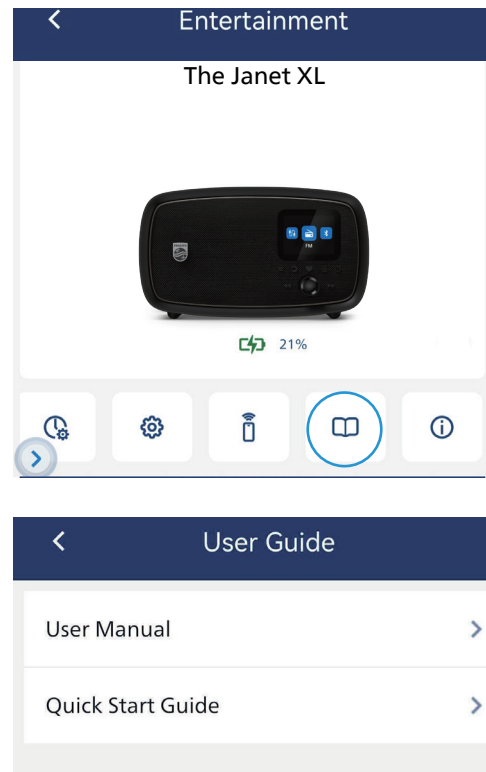 Entertainment
The Janet XL
FM
21%
User Guide
User Manual
Quick Start Guide